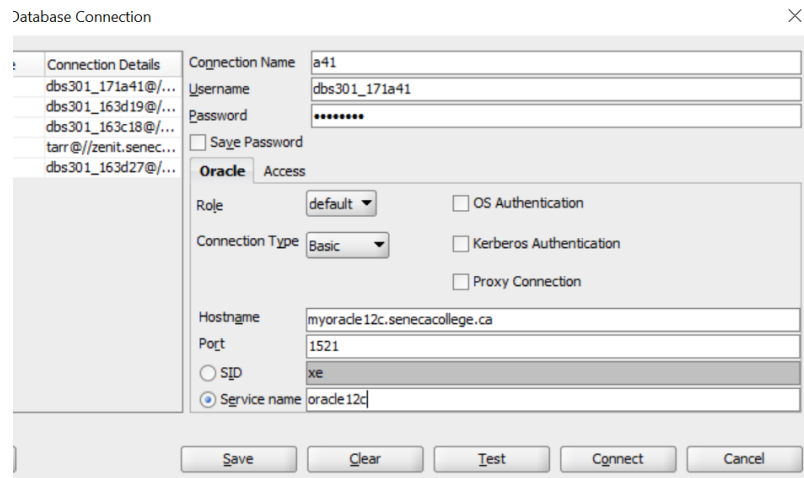 Database Connection
Connection Details
dbs301_171a41@/...
dbs301_163d19@/...
dbs301_163c18@/...
tarr@//zenit.senec...
dbs301_163d27@/...
Connection Name a41
Username dbs301_171a41
Password ••••••••
Save Password
Oracle Access
Role default OS Authentication
Connection Type Basic Kerberos Authentication
Proxy Connection
Hostname myoracle12c.senecacollege.ca
Port 1521
SID xe
Service name oracle12c
Save Clear Test Connect Cancel